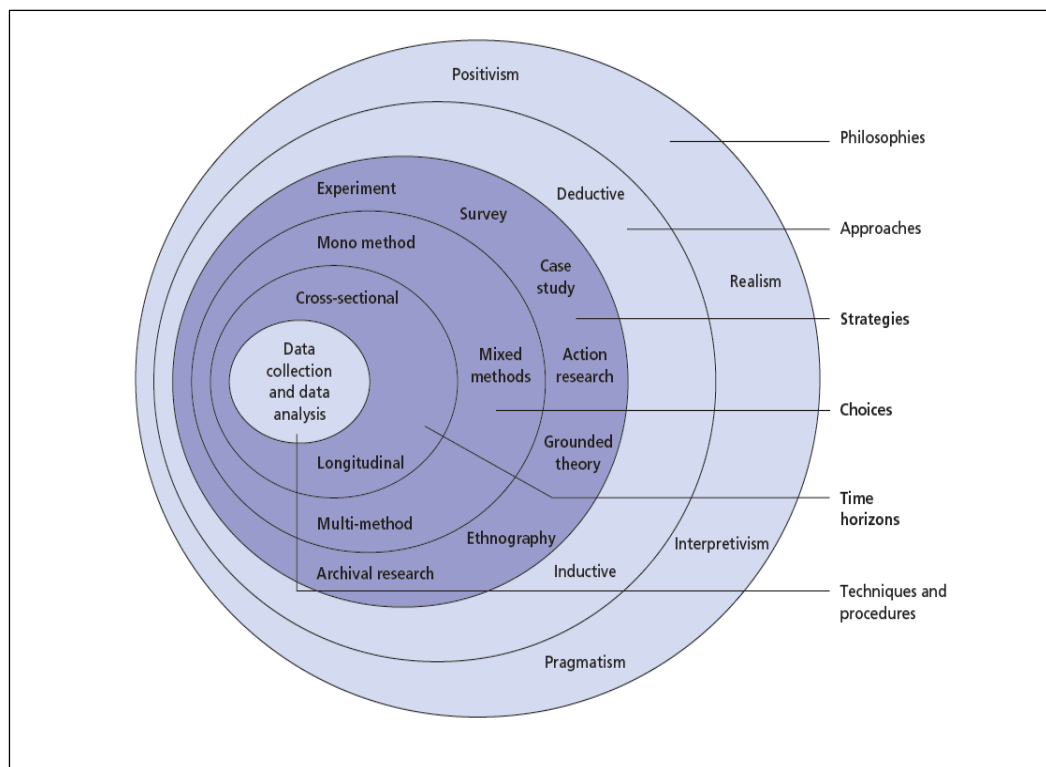 Positivism
Philosophies
Experiment
Deductive
Survey
Approaches
Mono method
Case
study
Realism
Cross-sectional
Strategies
Data
collection
and data
analysis
Mixed
methods
Action
research
Choices
Grounded
theory
Longitudinal
Time
horizons
Multi-method
Ethnography
Interpretivism
Archival research
Inductive
Techniques and
procedures
Pragmatism